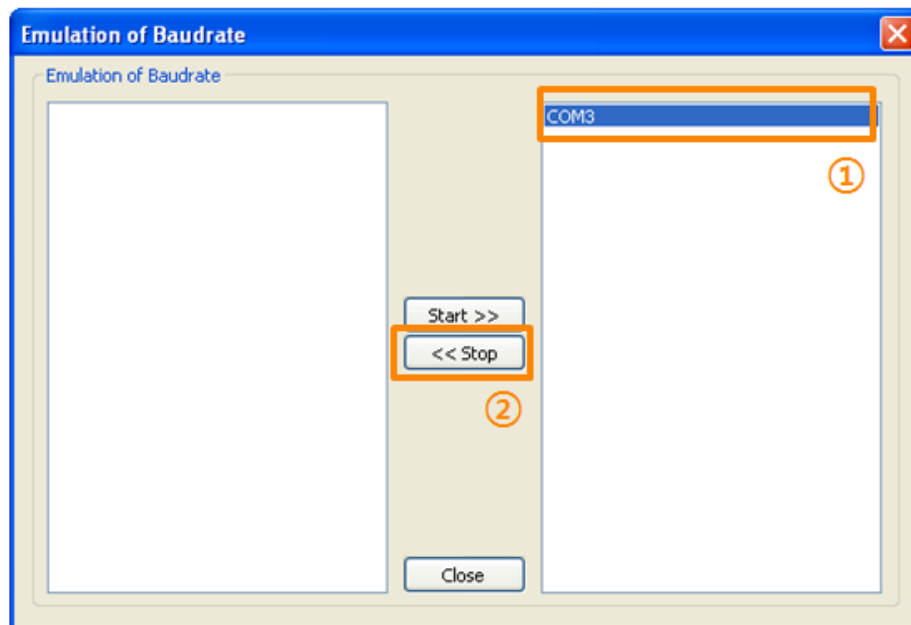 Emulation of Baudrate
Emulation of Baudrate
COM3
①
Start >>
<< Stop
②
Close